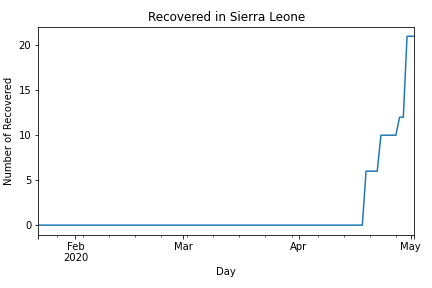 Recovered in Sierra Leone
Number of Recovered
20
15
10
5
0
Feb
2020
Mar
Apr
May
Day